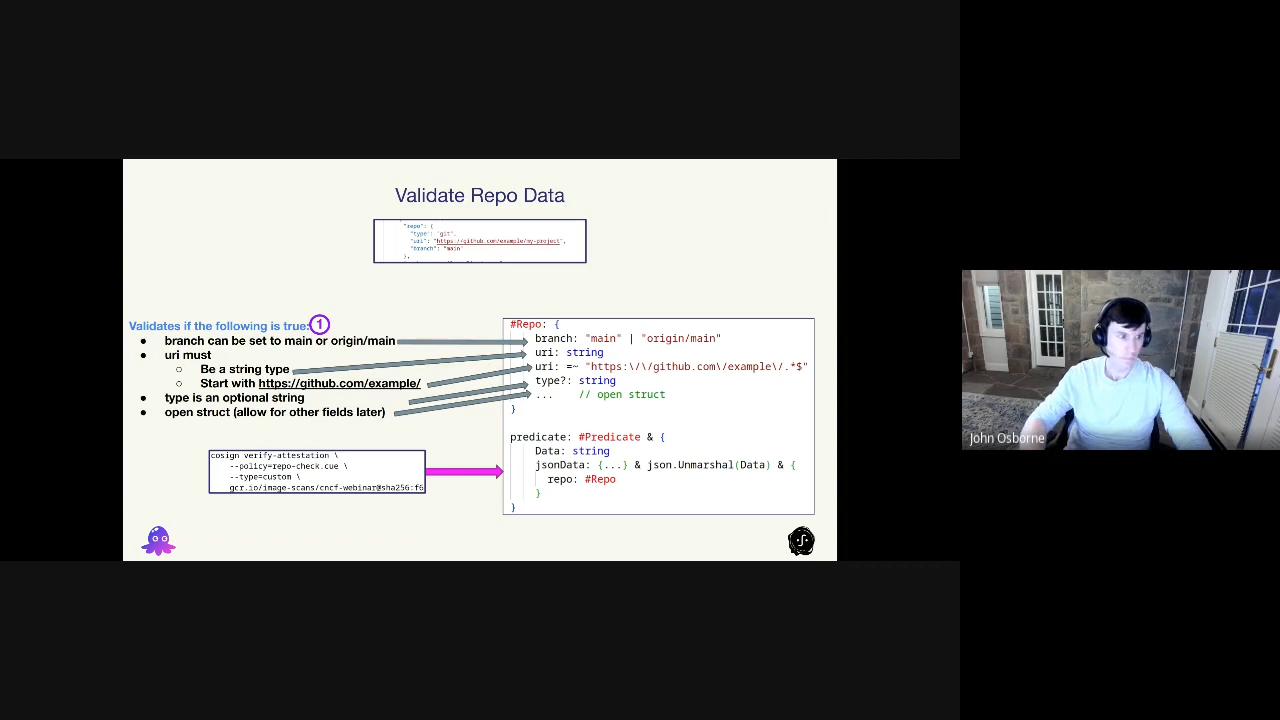 Validate Repo Data
"repo": {
"type": "git",
"uri": "https://github.com/example/my-project",
"branch": "main"
},
Validates if the following is true: 1
● branch can be set to main or origin/main
● uri must
○ Be a string type
○ Start with https://github.com/example/
● type is an optional string
● open struct (allow for other fields later)
#Repo: {
branch: "main" | "origin/main"
uri: string
uri: =~ "https:\/\/github.com\/example\/.*$"
type?: string
... // open struct
}
predicate: #Predicate & {
Data: string
jsonData: {...} & json.Unmarshal(Data) & {
repo: #Repo
}
}
cosign verify-attestation \
--policy=repo-check.cue \
--type=custom \
gcr.io/image-scans/cncf-webinar@sha256:f6
John Osborne